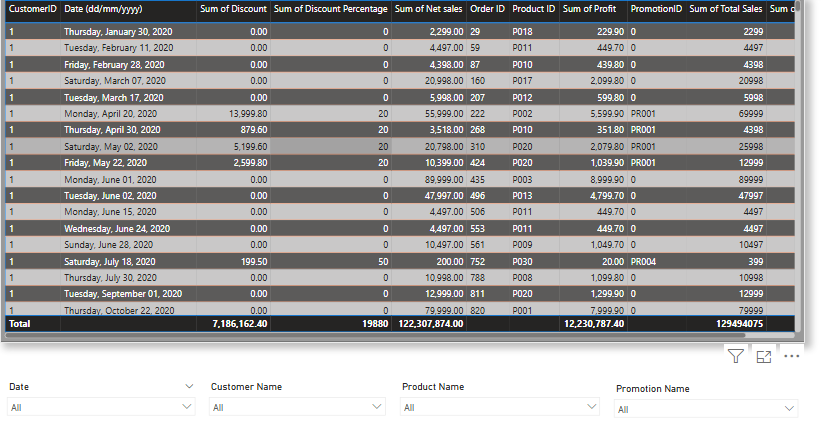 CustomerID Date (dd/mm/yyyy) Sum of Discount Sum of Discount Percentage Sum of Net sales Order ID Product ID Sum of Profit PromotionID Sum of Total Sales Sum
1 Thursday, January 30, 2020 0.00 0 2,299.00 29 P018 229.90 0 2299
1 Tuesday, February 11, 2020 0.00 0 4,497.00 59 P011 449.70 0 4497
1 Friday, February 28, 2020 0.00 0 4,398.00 87 P010 439.80 0 4398
1 Saturday, March 07, 2020 0.00 0 20,998.00 160 P017 2,099.80 0 20998
1 Tuesday, March 17, 2020 0.00 0 5,998.00 207 P012 599.80 0 5998
1 Monday, April 20, 2020 13,999.80 20 55,999.00 222 P002 5,599.90 PR001 69999
1 Thursday, April 30, 2020 879.60 20 3,518.00 268 P010 351.80 PR001 4398
1 Saturday, May 02, 2020 5,199.60 20 20,798.00 310 P020 2,079.80 PR001 25998
1 Friday, May 22, 2020 2,599.80 20 10,399.00 424 P020 1,039.90 PR001 12999
1 Monday, June 01, 2020 0.00 0 89,999.00 435 P003 8,999.90 0 89999
1 Tuesday, June 02, 2020 0.00 0 47,997.00 496 P013 4,799.70 0 47997
1 Monday, June 15, 2020 0.00 0 4,497.00 506 P011 449.70 0 4497
1 Wednesday, June 24, 2020 0.00 0 4,497.00 553 P011 449.70 0 4497
1 Sunday, June 28, 2020 0.00 0 10,497.00 561 P009 1,049.70 0 10497
1 Saturday, July 18, 2020 199.50 50 200.00 752 P030 20.00 PR004 399
1 Thursday, July 30, 2020 0.00 0 10,998.00 788 P008 1,099.80 0 10998
1 Tuesday, September 01, 2020 0.00 0 12,999.00 811 P020 1,299.90 0 12999
1 Thursday, October 22, 2020 0.00 0 79,999.00 820 P001 7,999.90 0 79999
Total 7,186,162.40 19880 122,307,874.00 12,230,787.40 129494075
Date Customer Name Product Name Promotion Name
All All All All